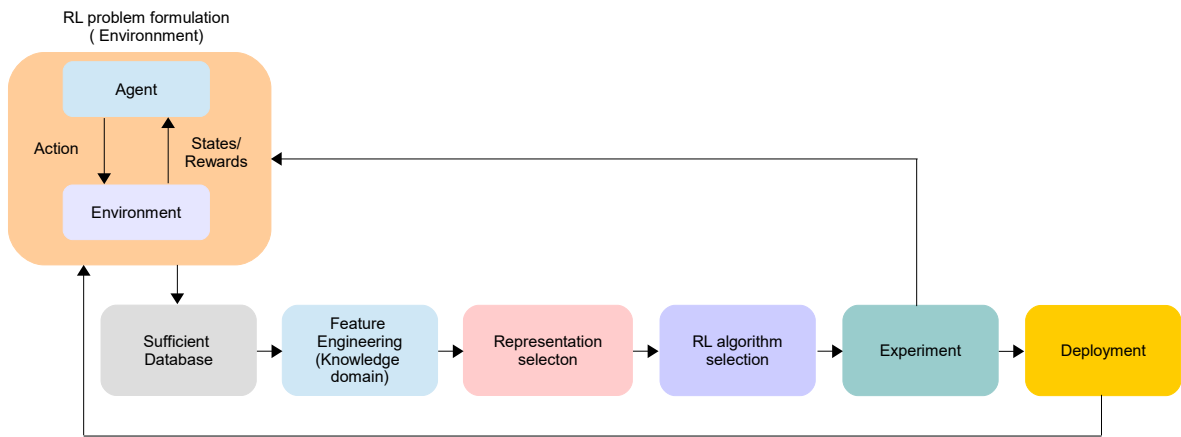 RL problem formulation
( Environnment)
Agent
Action
States/
Rewards
Environment
Sufficient
Database
Feature
Engineering
(Knowledge
domain)
Representation
selecton
RL algorithm
selection
Experiment
Deployment